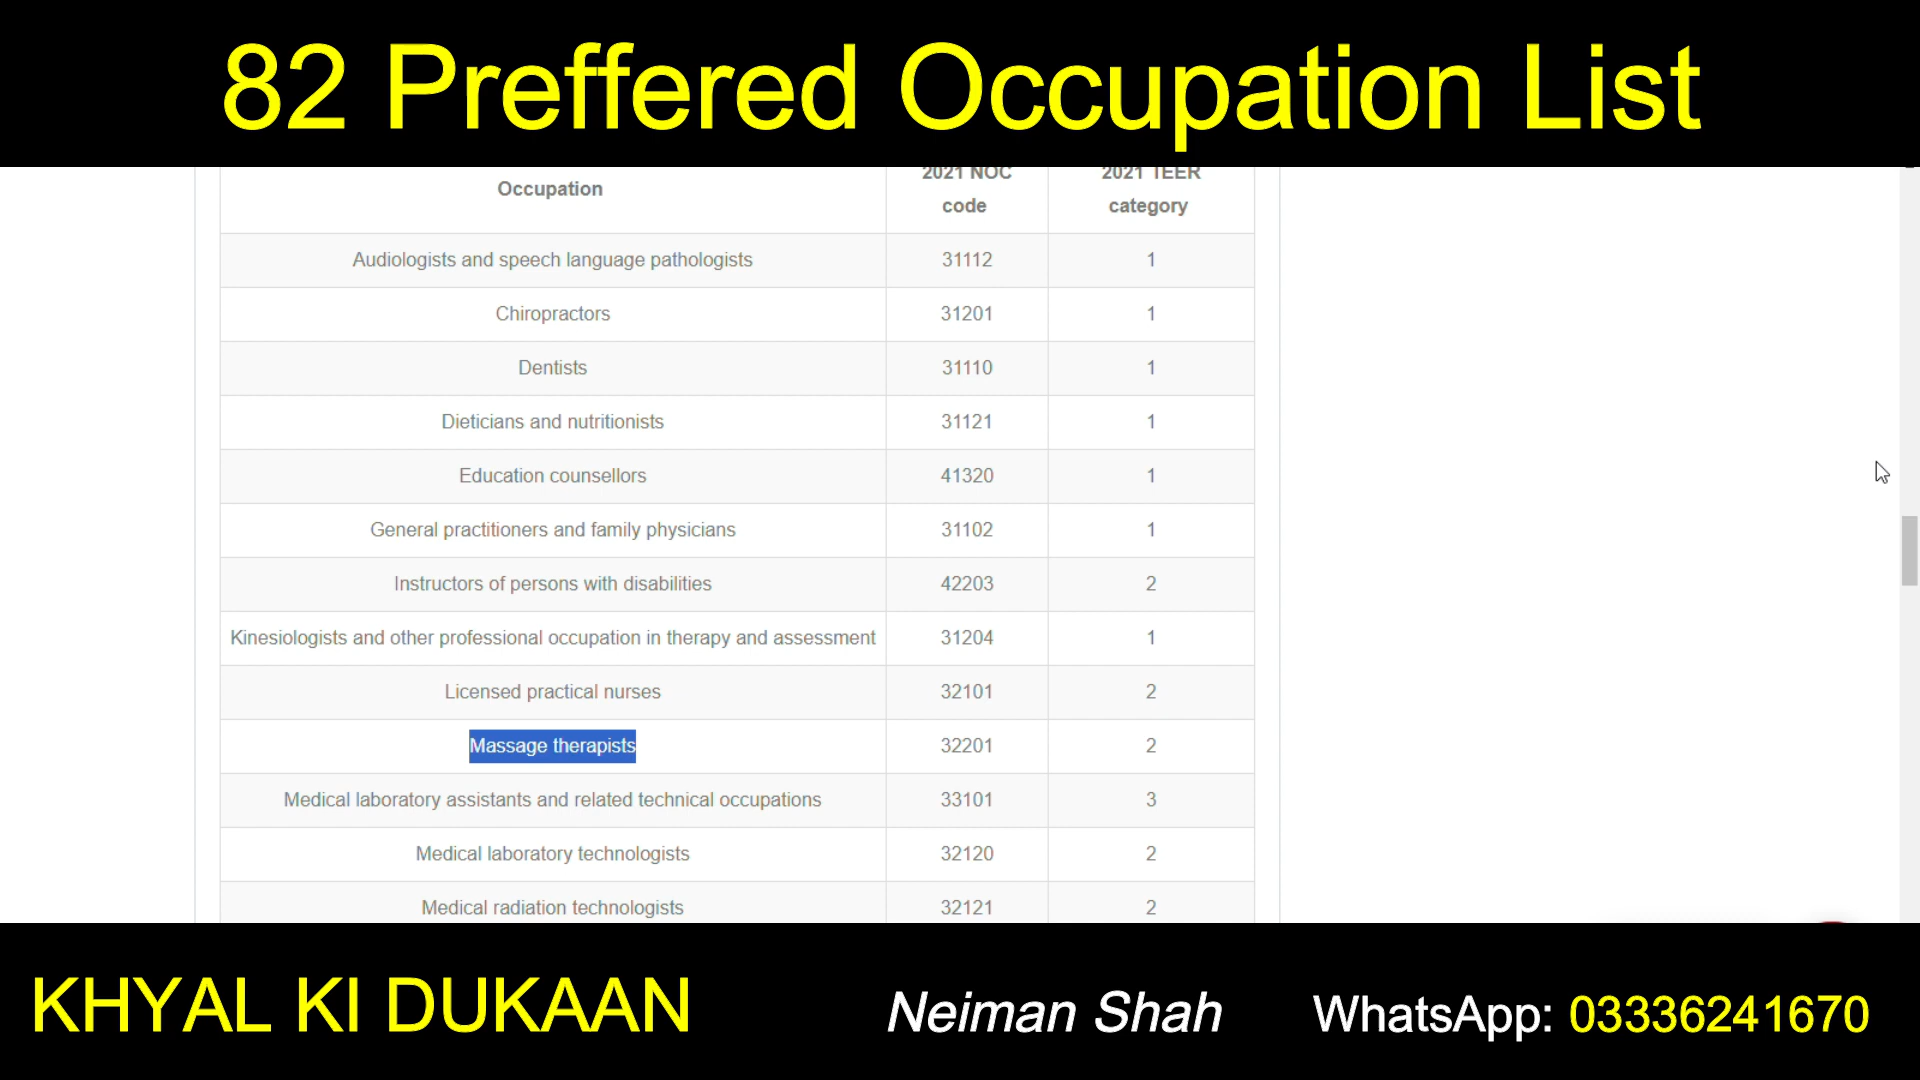 82 Preffered Occupation List
Occupation 2021 NOC code 2021 TEER category
Audiologists and speech language pathologists 31112 1
Chiropractors 31201 1
Dentists 31110 1
Dieticians and nutritionists 31121 1
Education counsellors 41320 1
General practitioners and family physicians 31102 1
Instructors of persons with disabilities 42203 2
Kinesiologists and other professional occupation in therapy and assessment 31204 1
Licensed practical nurses 32101 2
Massage therapists 32201 2
Medical laboratory assistants and related technical occupations 33101 3
Medical laboratory technologists 32120 2
Medical radiation technologists 32121 2
KHYAL KI DUKAAN Neiman Shah WhatsApp: 03336241670